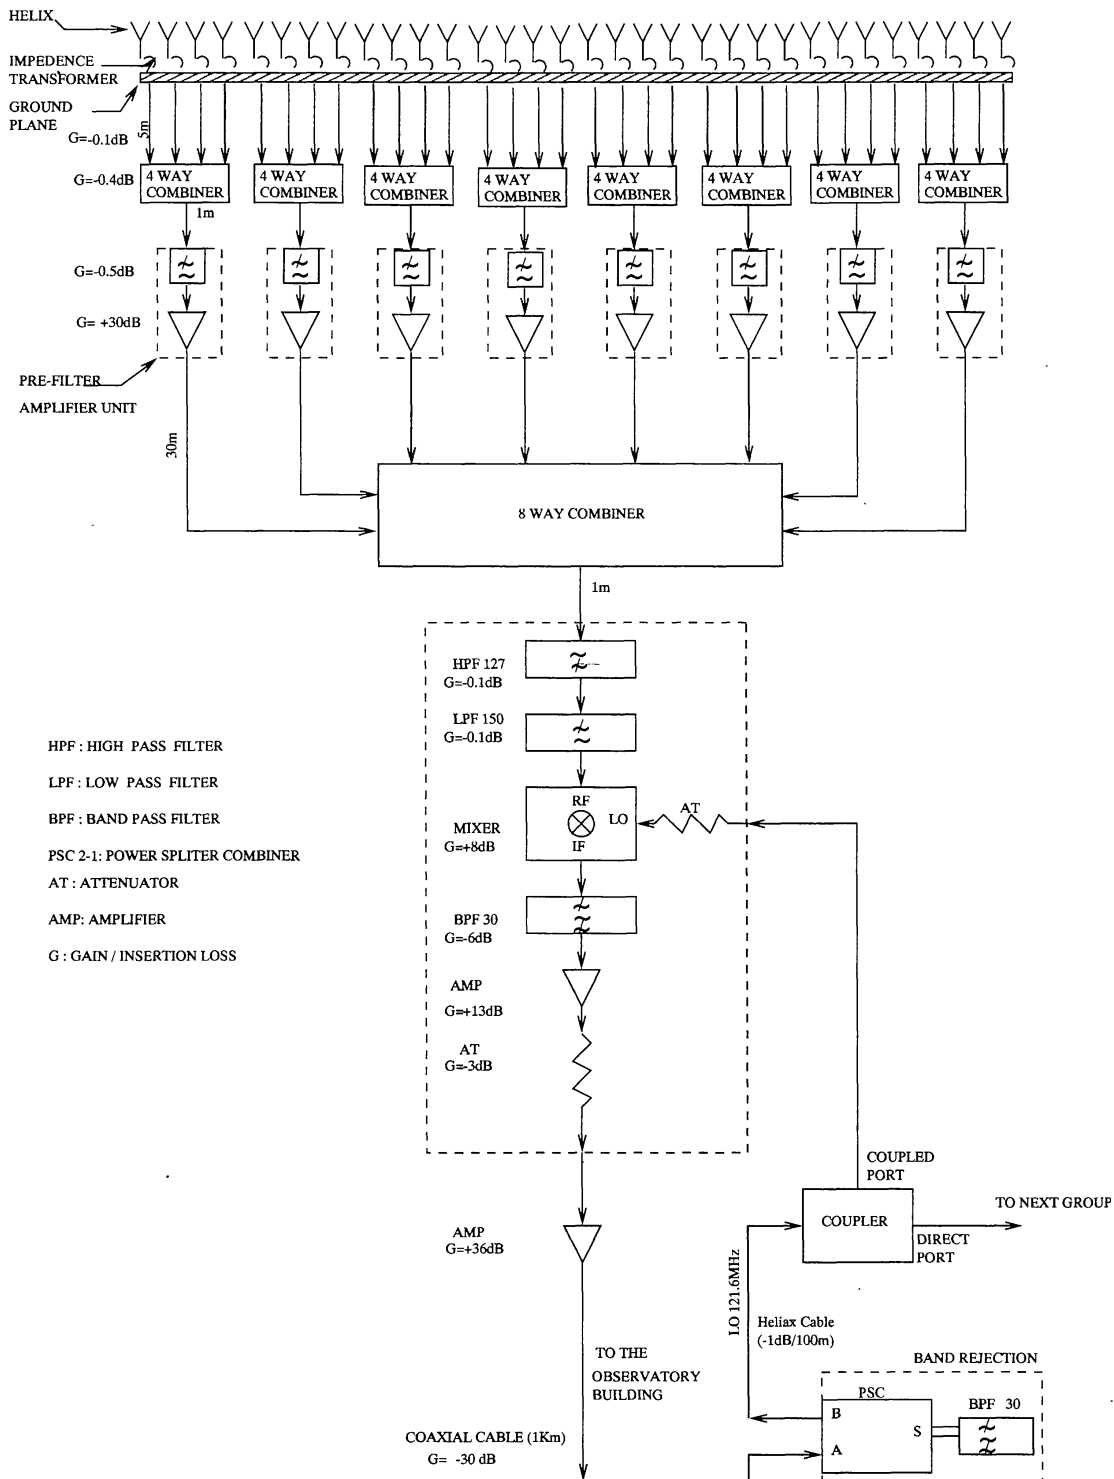 HELIX
IMPEDENCE
TRANSFORMER
GROUND
PLANE
5m
G=-0.1dB
G=-0.4dB
4 WAY
COMBINER
4 WAY
COMBINER
4 WAY
COMBINER
4 WAY
COMBINER
4 WAY
COMBINER
4 WAY
COMBINER
4 WAY
COMBINER
4 WAY
COMBINER
1m
G=-0.5dB
G= +30dB
PRE-FILTER
AMPLIFIER UNIT
30m
8 WAY COMBINER
1m
HPF 127
G=-0.1dB
LPF 150
G=-0.1dB
HPF : HIGH PASS FILTER
LPF : LOW PASS FILTER
BPF : BAND PASS FILTER
PSC 2-1: POWER SPLITER COMBINER
AT : ATTENUATOR
AMP: AMPLIFIER
G : GAIN / INSERTION LOSS
RF
LO
IF
AT
MIXER
G=+8dB
BPF 30
G=-6dB
AMP
G=+13dB
AT
G=-3dB
COUPLED
PORT
COUPLER
TO NEXT GROUP
DIRECT
PORT
AMP
G=+36dB
LO 121.6MHz
Heliax Cable
(-1dB/100m)
TO THE
OBSERVATORY
BUILDING
BAND REJECTION
PSC
B
S
A
BPF 30
COAXIAL CABLE (1Km)
G= -30 dB